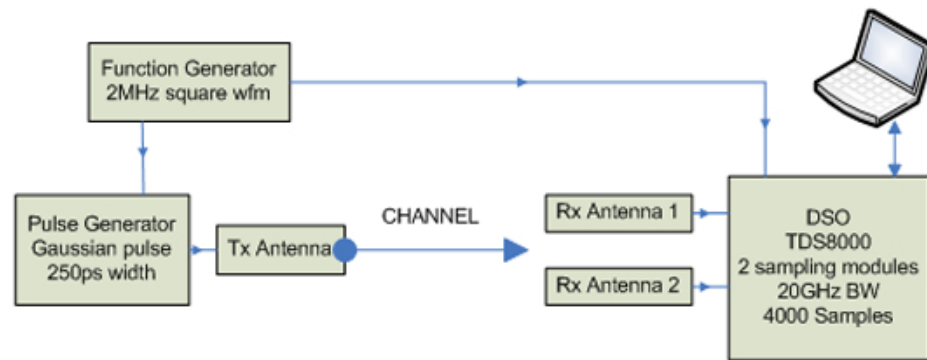 Function Generator
2MHz square wfm
Pulse Generator
Gaussian pulse
250ps width
Tx Antenna
CHANNEL
Rx Antenna 1
Rx Antenna 2
DSO
TDS8000
2 sampling modules
20GHz BW
4000 Samples